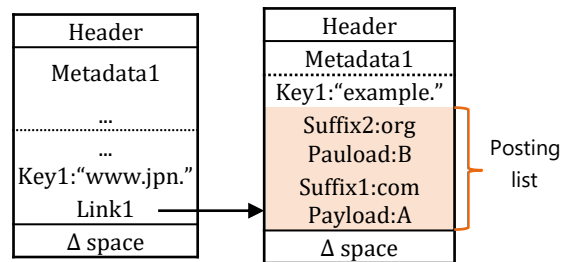 Header
Metadata1
...
...
Key1:“www.jpn.”
Link1
Δ space
Header
Metadata1
Key1:“example.”
Suffix2:org
Pauload:B
Suffix1:com
Payload:A
Δ space
Posting
list